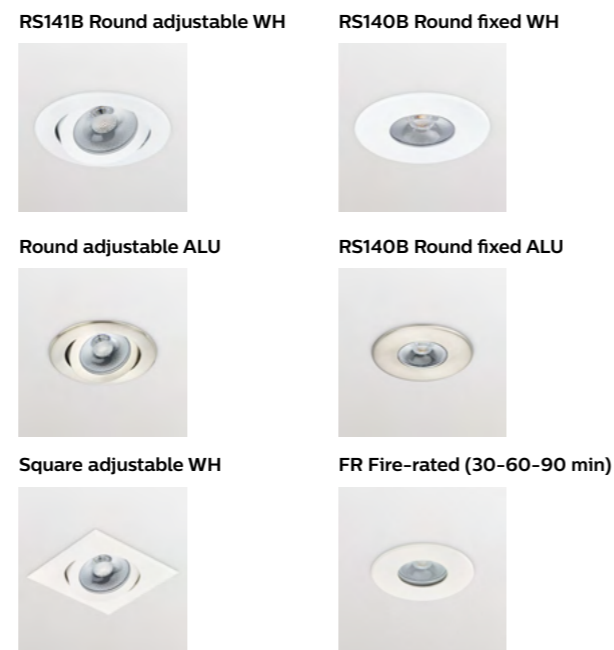 RS141B Round adjustable WH
RS140B Round fixed WH
Round adjustable ALU
RS140B Round fixed ALU
Square adjustable WH
FR Fire-rated (30-60-90 min)